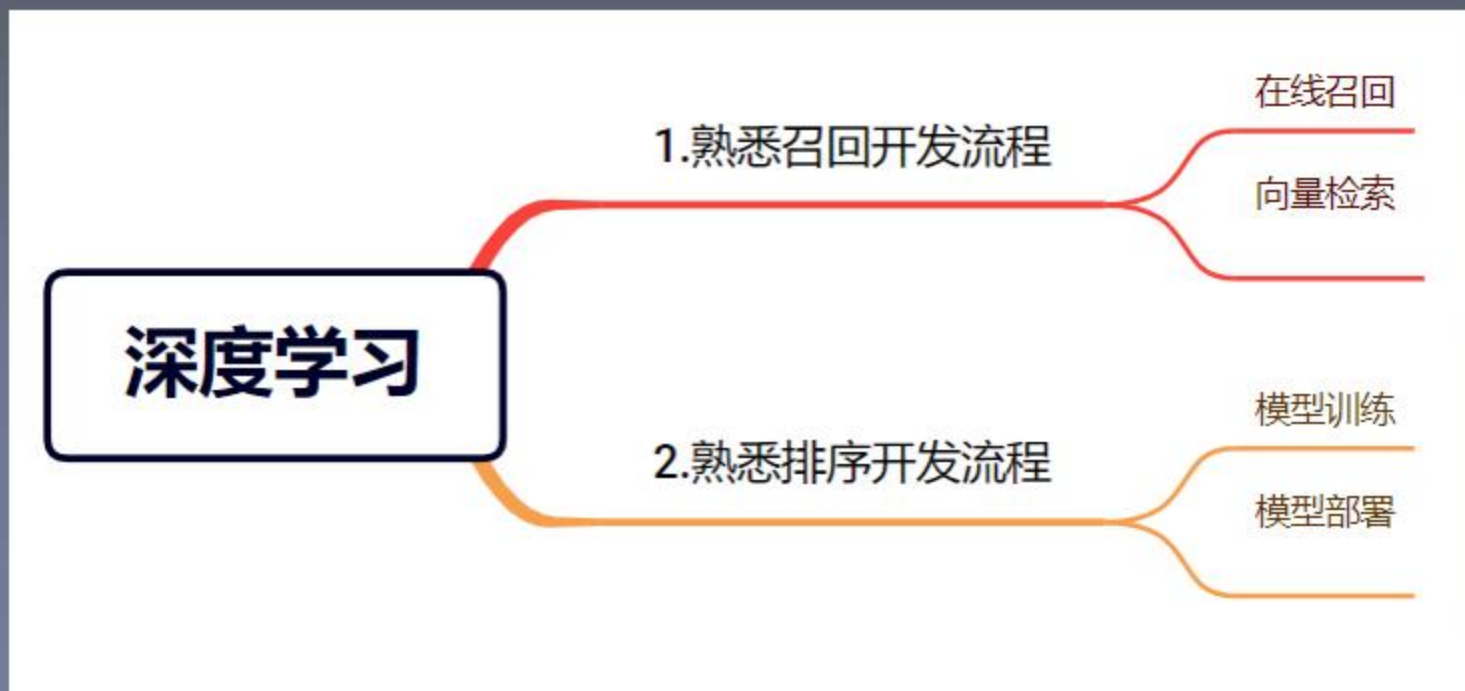 在线召回
1.熟悉召回开发流程
向量检索
深度学习
模型训练
2.熟悉排序开发流程
模型部署